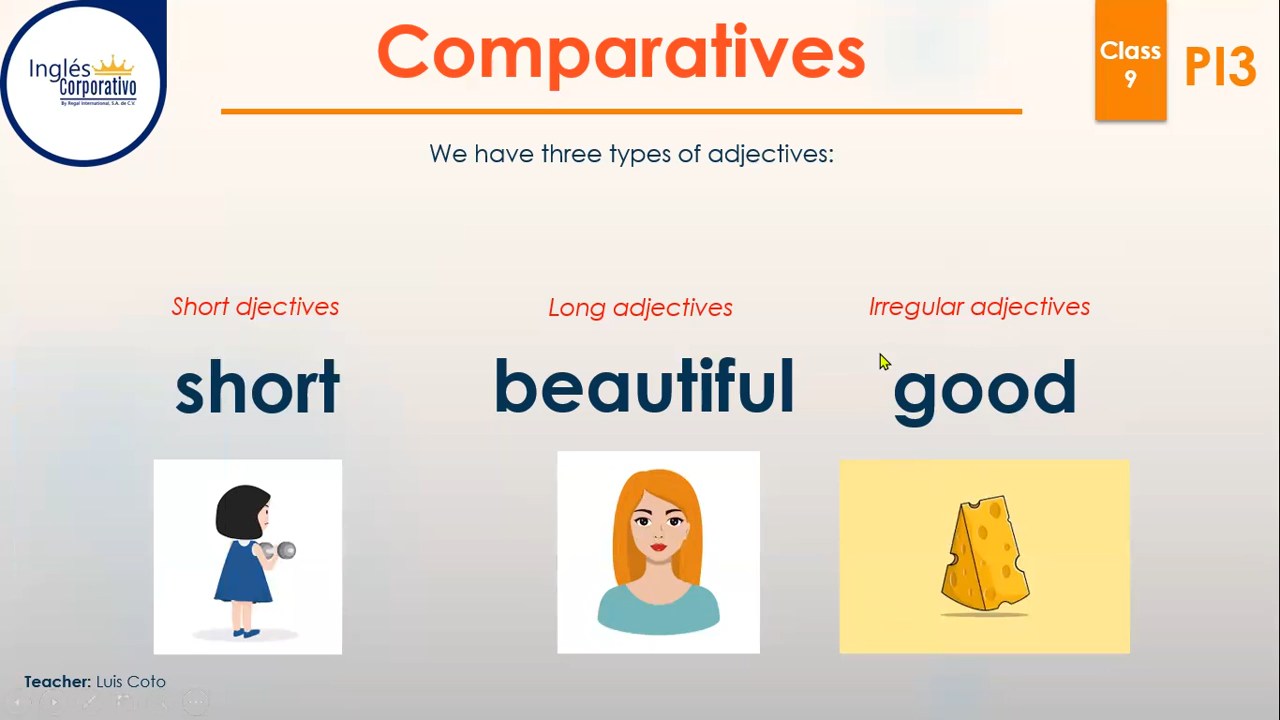 Inglés
Corporativo
By Regal International, S.A. de C.V.
Comparatives
Class
9
PI3
We have three types of adjectives:
Short djectives
Long adjectives
Irregular adjectives
short
beautiful
good
Teacher: Luis Coto